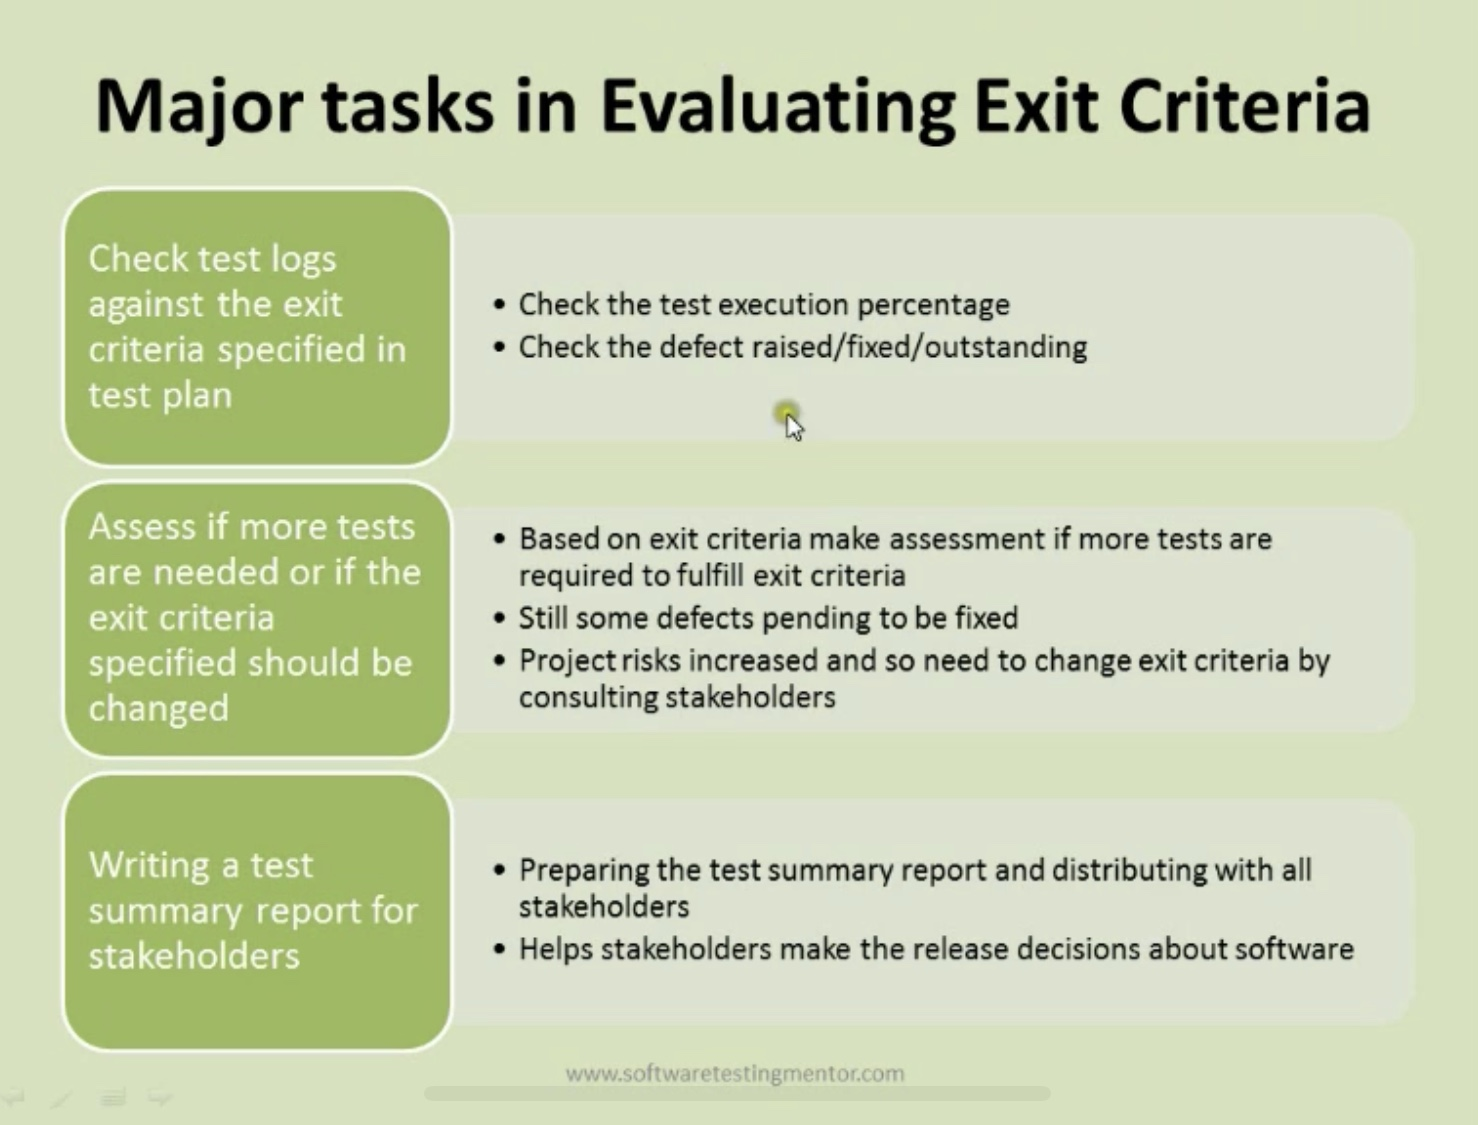 Major tasks in Evaluating Exit Criteria
Check test logs
against the exit
criteria specified in
test plan
• Check the test execution percentage
• Check the defect raised/fixed/outstanding
Assess if more tests
are needed or if the
exit criteria
specified should be
changed
• Based on exit criteria make assessment if more tests are
required to fulfill exit criteria
• Still some defects pending to be fixed
• Project risks increased and so need to change exit criteria by
consulting stakeholders
Writing a test
summary report for
stakeholders
• Preparing the test summary report and distributing with all
stakeholders
• Helps stakeholders make the release decisions about software
www.softwaretestingmentor.com